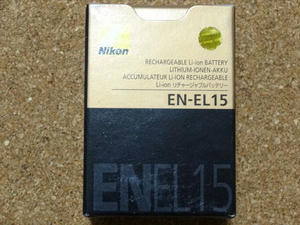 Nikon
RECHARGEABLE Li-ion BATTERY
LITHIUM-IONEN-AKKU
ACCUMULATEUR Li-ION RECHARGEABLE
Li-ion リチャージャブルバッテリー
EN-EL15
ENEL15